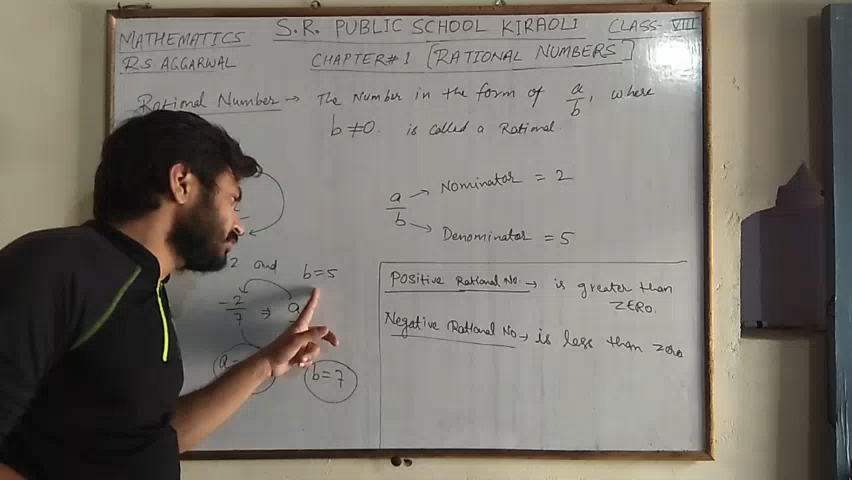 S.R. PUBLIC SCHOOL KIRAOLI CLASS-VIII
MATHEMATICS
RS AGGARWAL
CHAPTER#1 [RATIONAL NUMBERS]
Rational Number → The Number in the form of a/b, where
b≠0. is called a Rational.
a/b → Nominator = 2
→ Denominator = 5
2 and b=5
-2/7 ⇒ a
a=
b=7
Positive Rational No. → is greater than
ZERO.
Negative Rational No → is less than zero